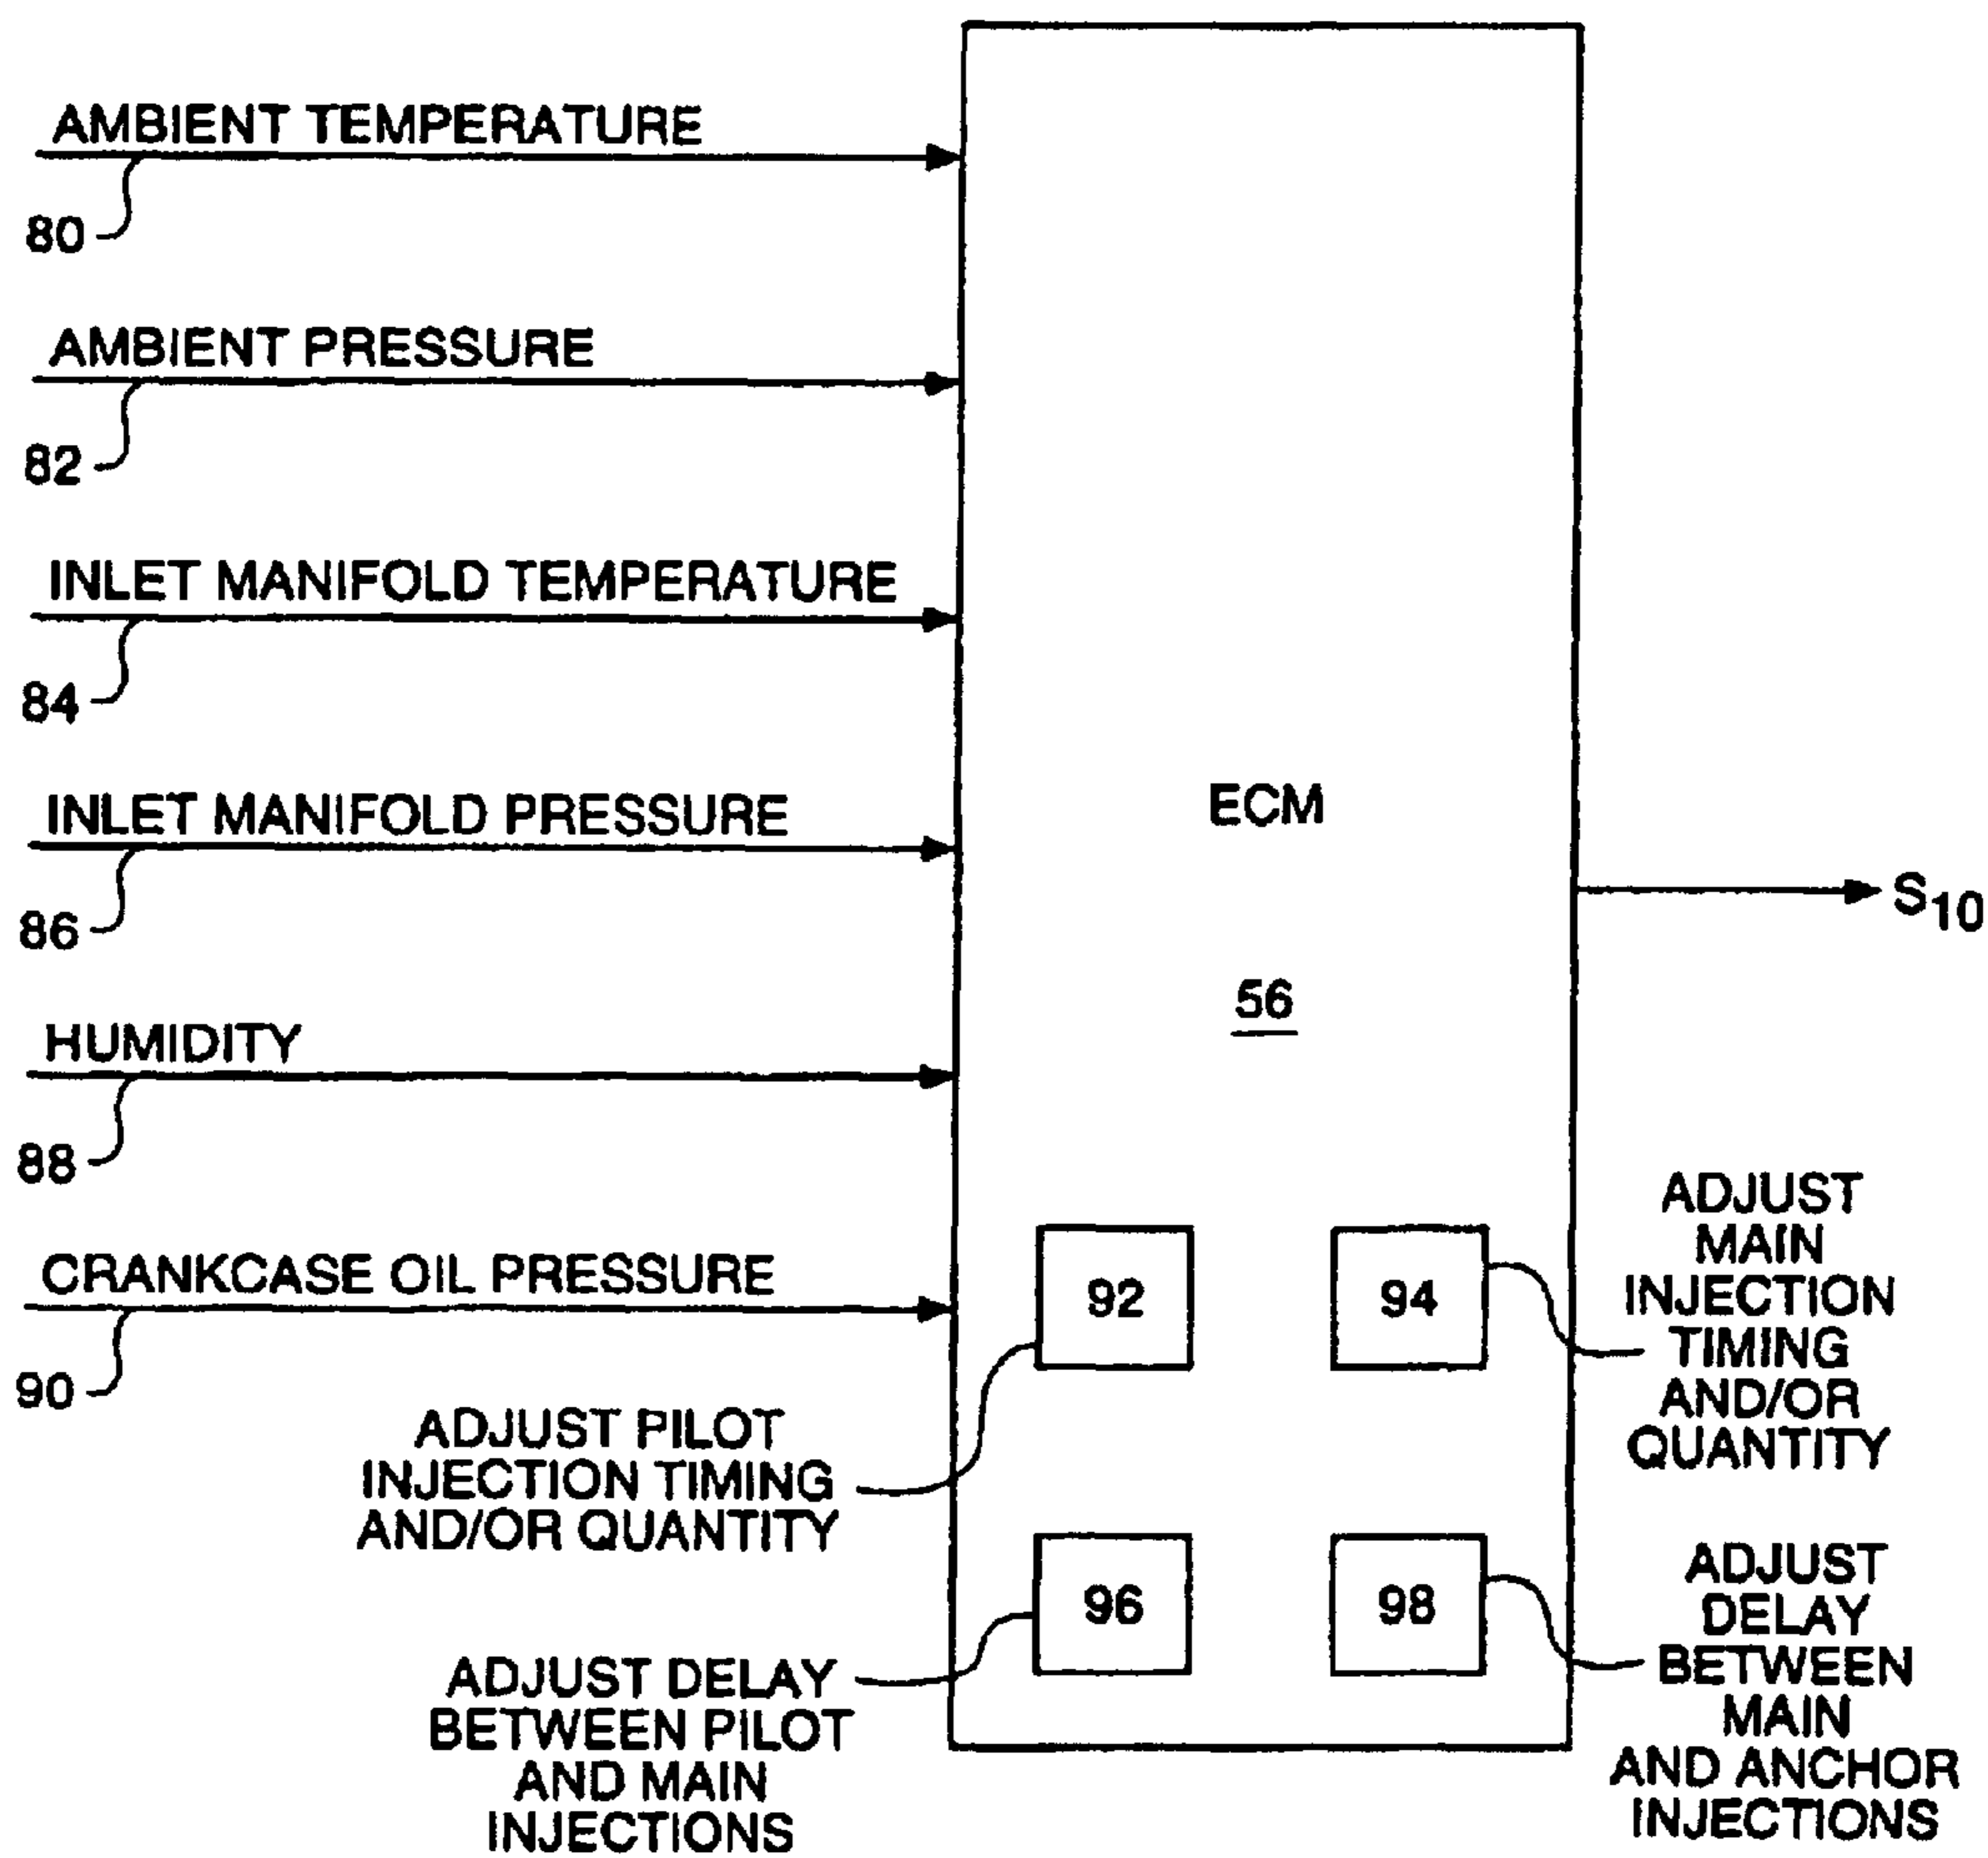 AMBIENT TEMPERATURE
80
AMBIENT PRESSURE
82
INLET MANIFOLD TEMPERATURE
84
INLET MANIFOLD PRESSURE
86
HUMIDITY
88
CRANKCASE OIL PRESSURE
90
ECM
56
S10
92
94
ADJUST PILOT
INJECTION TIMING
AND/OR QUANTITY
ADJUST
MAIN
INJECTION
TIMING
AND/OR
QUANTITY
96
98
ADJUST DELAY
BETWEEN PILOT
AND MAIN
INJECTIONS
ADJUST
DELAY
BETWEEN
MAIN
AND ANCHOR
INJECTIONS